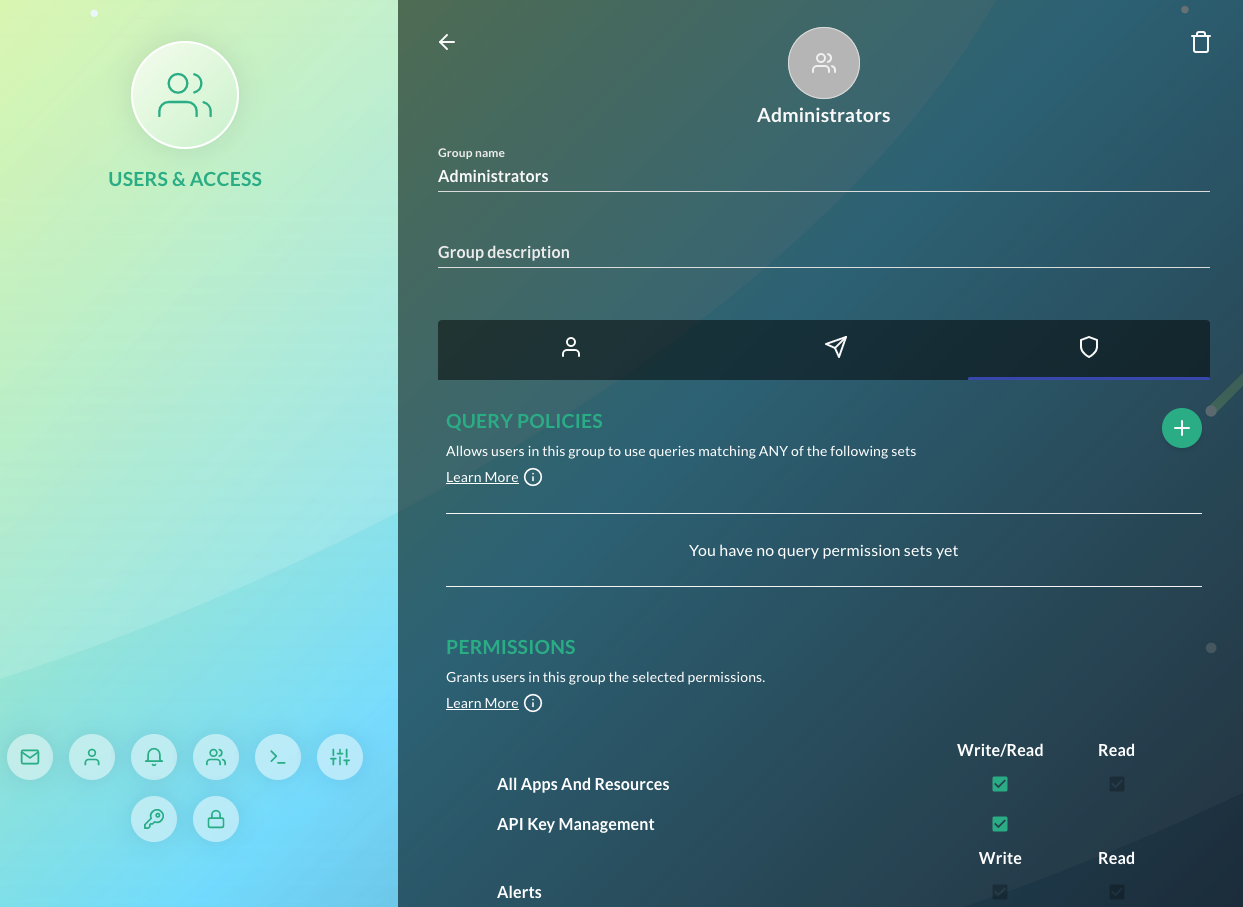 USERS & ACCESS
Administrators
Group name
Administrators
Group description
QUERY POLICIES
Allows users in this group to use queries matching ANY of the following sets
Learn More
You have no query permission sets yet
PERMISSIONS
Grants users in this group the selected permissions.
Learn More
Write/Read Read
All Apps And Resources
API Key Management
Write Read
Alerts